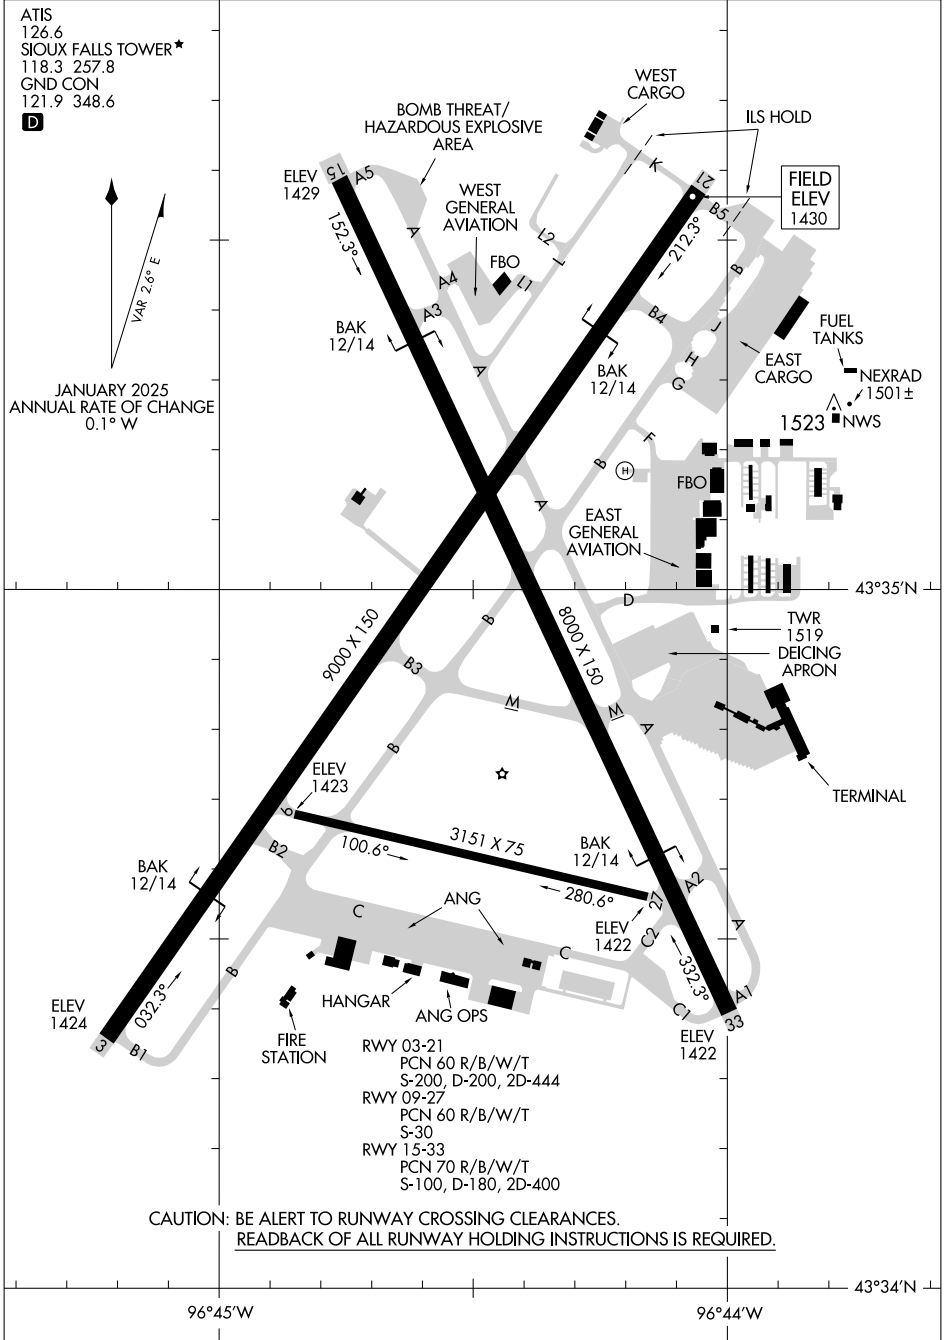 ATIS
126.6
SIOUX FALLS TOWER★
118.3 257.8
GND CON
121.9 348.6
D
VAR 2.6° E
JANUARY 2025
ANNUAL RATE OF CHANGE
0.1° W
WEST
CARGO
BOMB THREAT/
HAZARDOUS EXPLOSIVE
AREA
ILS HOLD
K
ELEV
1429
15
A5
21
FIELD
ELEV
1430
B5
WEST
GENERAL
AVIATION
152.3°
A
L2
L
212.3°
FBO
L1
B
A4
A3
B4
J
BAK
12/14
BAK
12/14
H
G
EAST
CARGO
FUEL
TANKS
NEXRAD
1501±
1523
NWS
A
F
B
H
FBO
A
EAST
GENERAL
AVIATION
43°35'N
D
B
9000 X 150
8000 X 150
TWR
1519
DEICING
APRON
B3
M
M
A
B
ELEV
1423
9
TERMINAL
3151 X 75
100.6°
B2
BAK
12/14
BAK
12/14
280.6°
27
A2
ANG
C
ELEV
1422
C2
A
C
B
332.3°
032.3°
HANGAR
ANG OPS
C1
A1
33
ELEV
1424
3
B1
FIRE
STATION
ELEV
1422
RWY 03-21
PCN 60 R/B/W/T
S-200, D-200, 2D-444
RWY 09-27
PCN 60 R/B/W/T
S-30
RWY 15-33
PCN 70 R/B/W/T
S-100, D-180, 2D-400
CAUTION: BE ALERT TO RUNWAY CROSSING CLEARANCES.
READBACK OF ALL RUNWAY HOLDING INSTRUCTIONS IS REQUIRED.
43°34'N
96°45'W
96°44'W